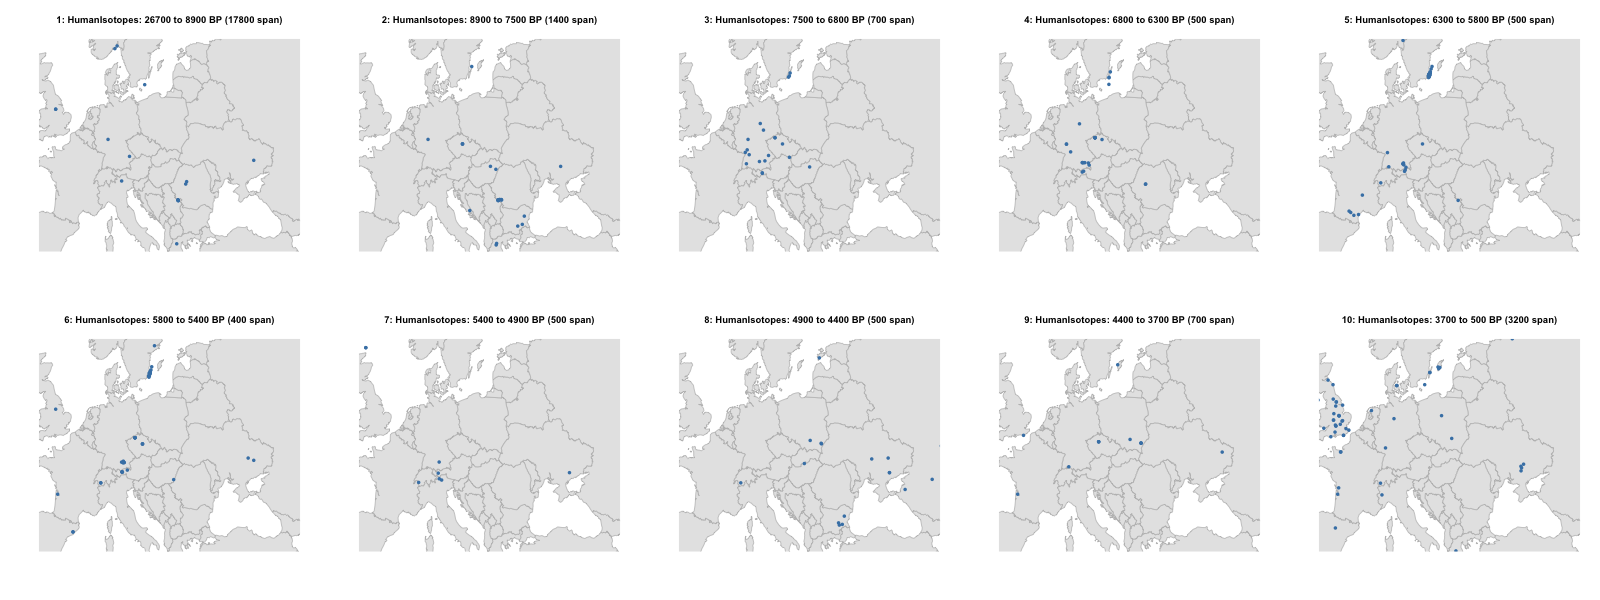 1: HumanIsotopes: 26700 to 8900 BP (17800 span)
2: HumanIsotopes: 8900 to 7500 BP (1400 span)
3: HumanIsotopes: 7500 to 6800 BP (700 span)
4: HumanIsotopes: 6800 to 6300 BP (500 span)
5: HumanIsotopes: 6300 to 5800 BP (500 span)
6: HumanIsotopes: 5800 to 5400 BP (400 span)
7: HumanIsotopes: 5400 to 4900 BP (500 span)
8: HumanIsotopes: 4900 to 4400 BP (500 span)
9: HumanIsotopes: 4400 to 3700 BP (700 span)
10: HumanIsotopes: 3700 to 500 BP (3200 span)